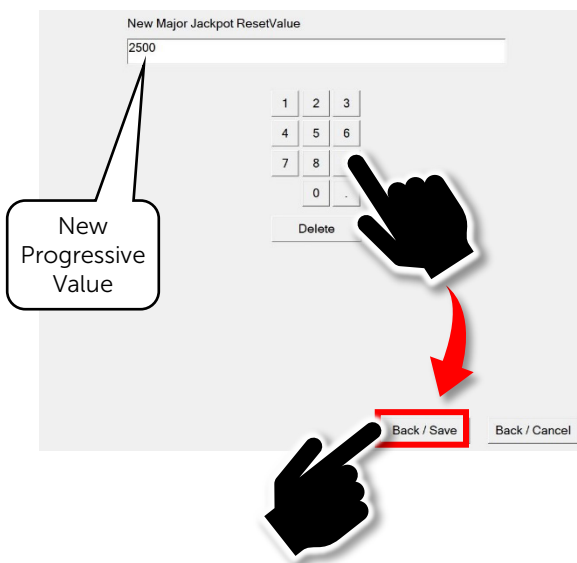 New Major Jackpot ResetValue
2500
1 2 3
4 5 6
7 8
0 .
Delete
New
Progressive
Value
Back / Save
Back / Cancel